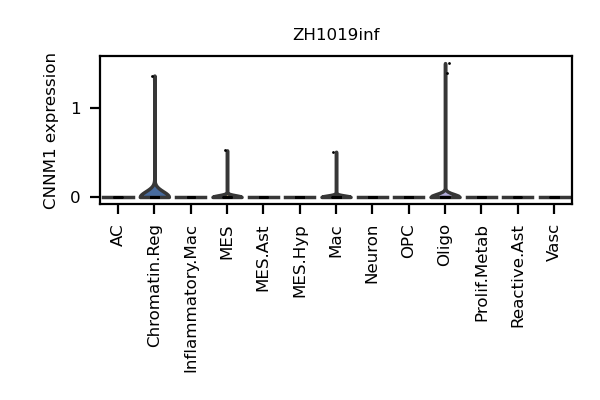 ZH1019inf
CNNM1 expression
1
0
AC
Chromatin.Reg
Inflammatory.Mac
MES
MES.Ast
MES.Hyp
Mac
Neuron
OPC
Oligo
Prolif.Metab
Reactive.Ast
Vasc